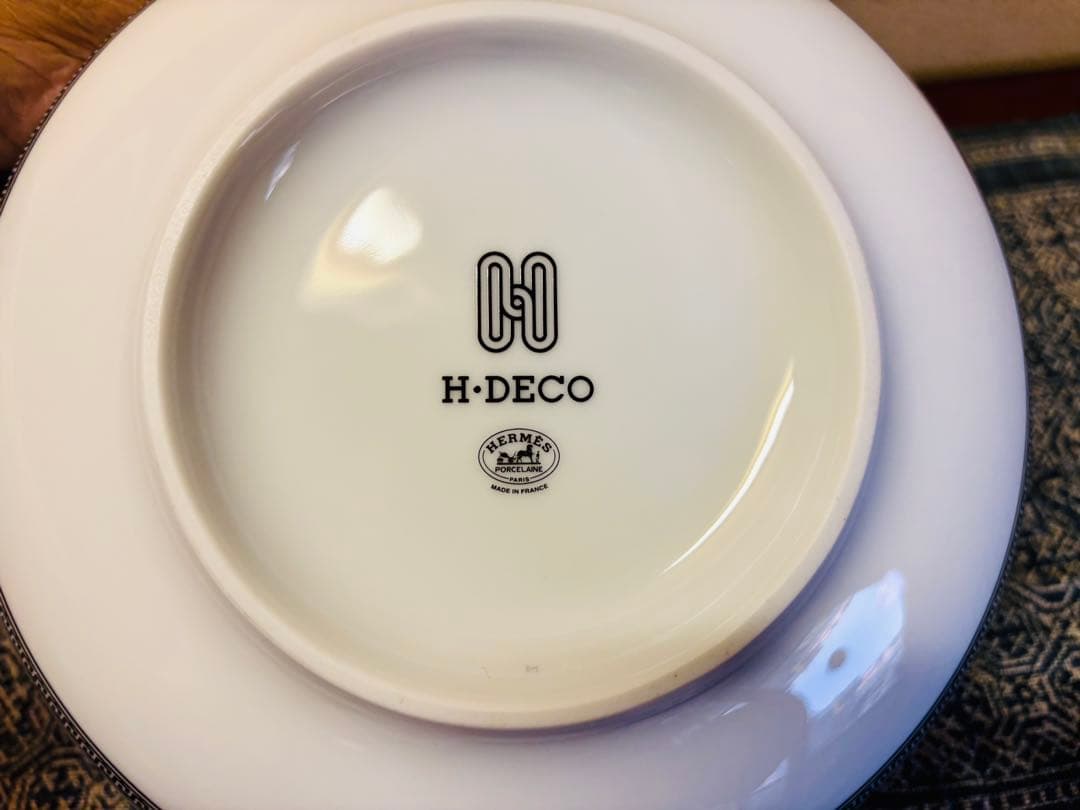 H
H·DECO
HERMÈS
PORCELAINE
PARIS
MADE IN FRANCE